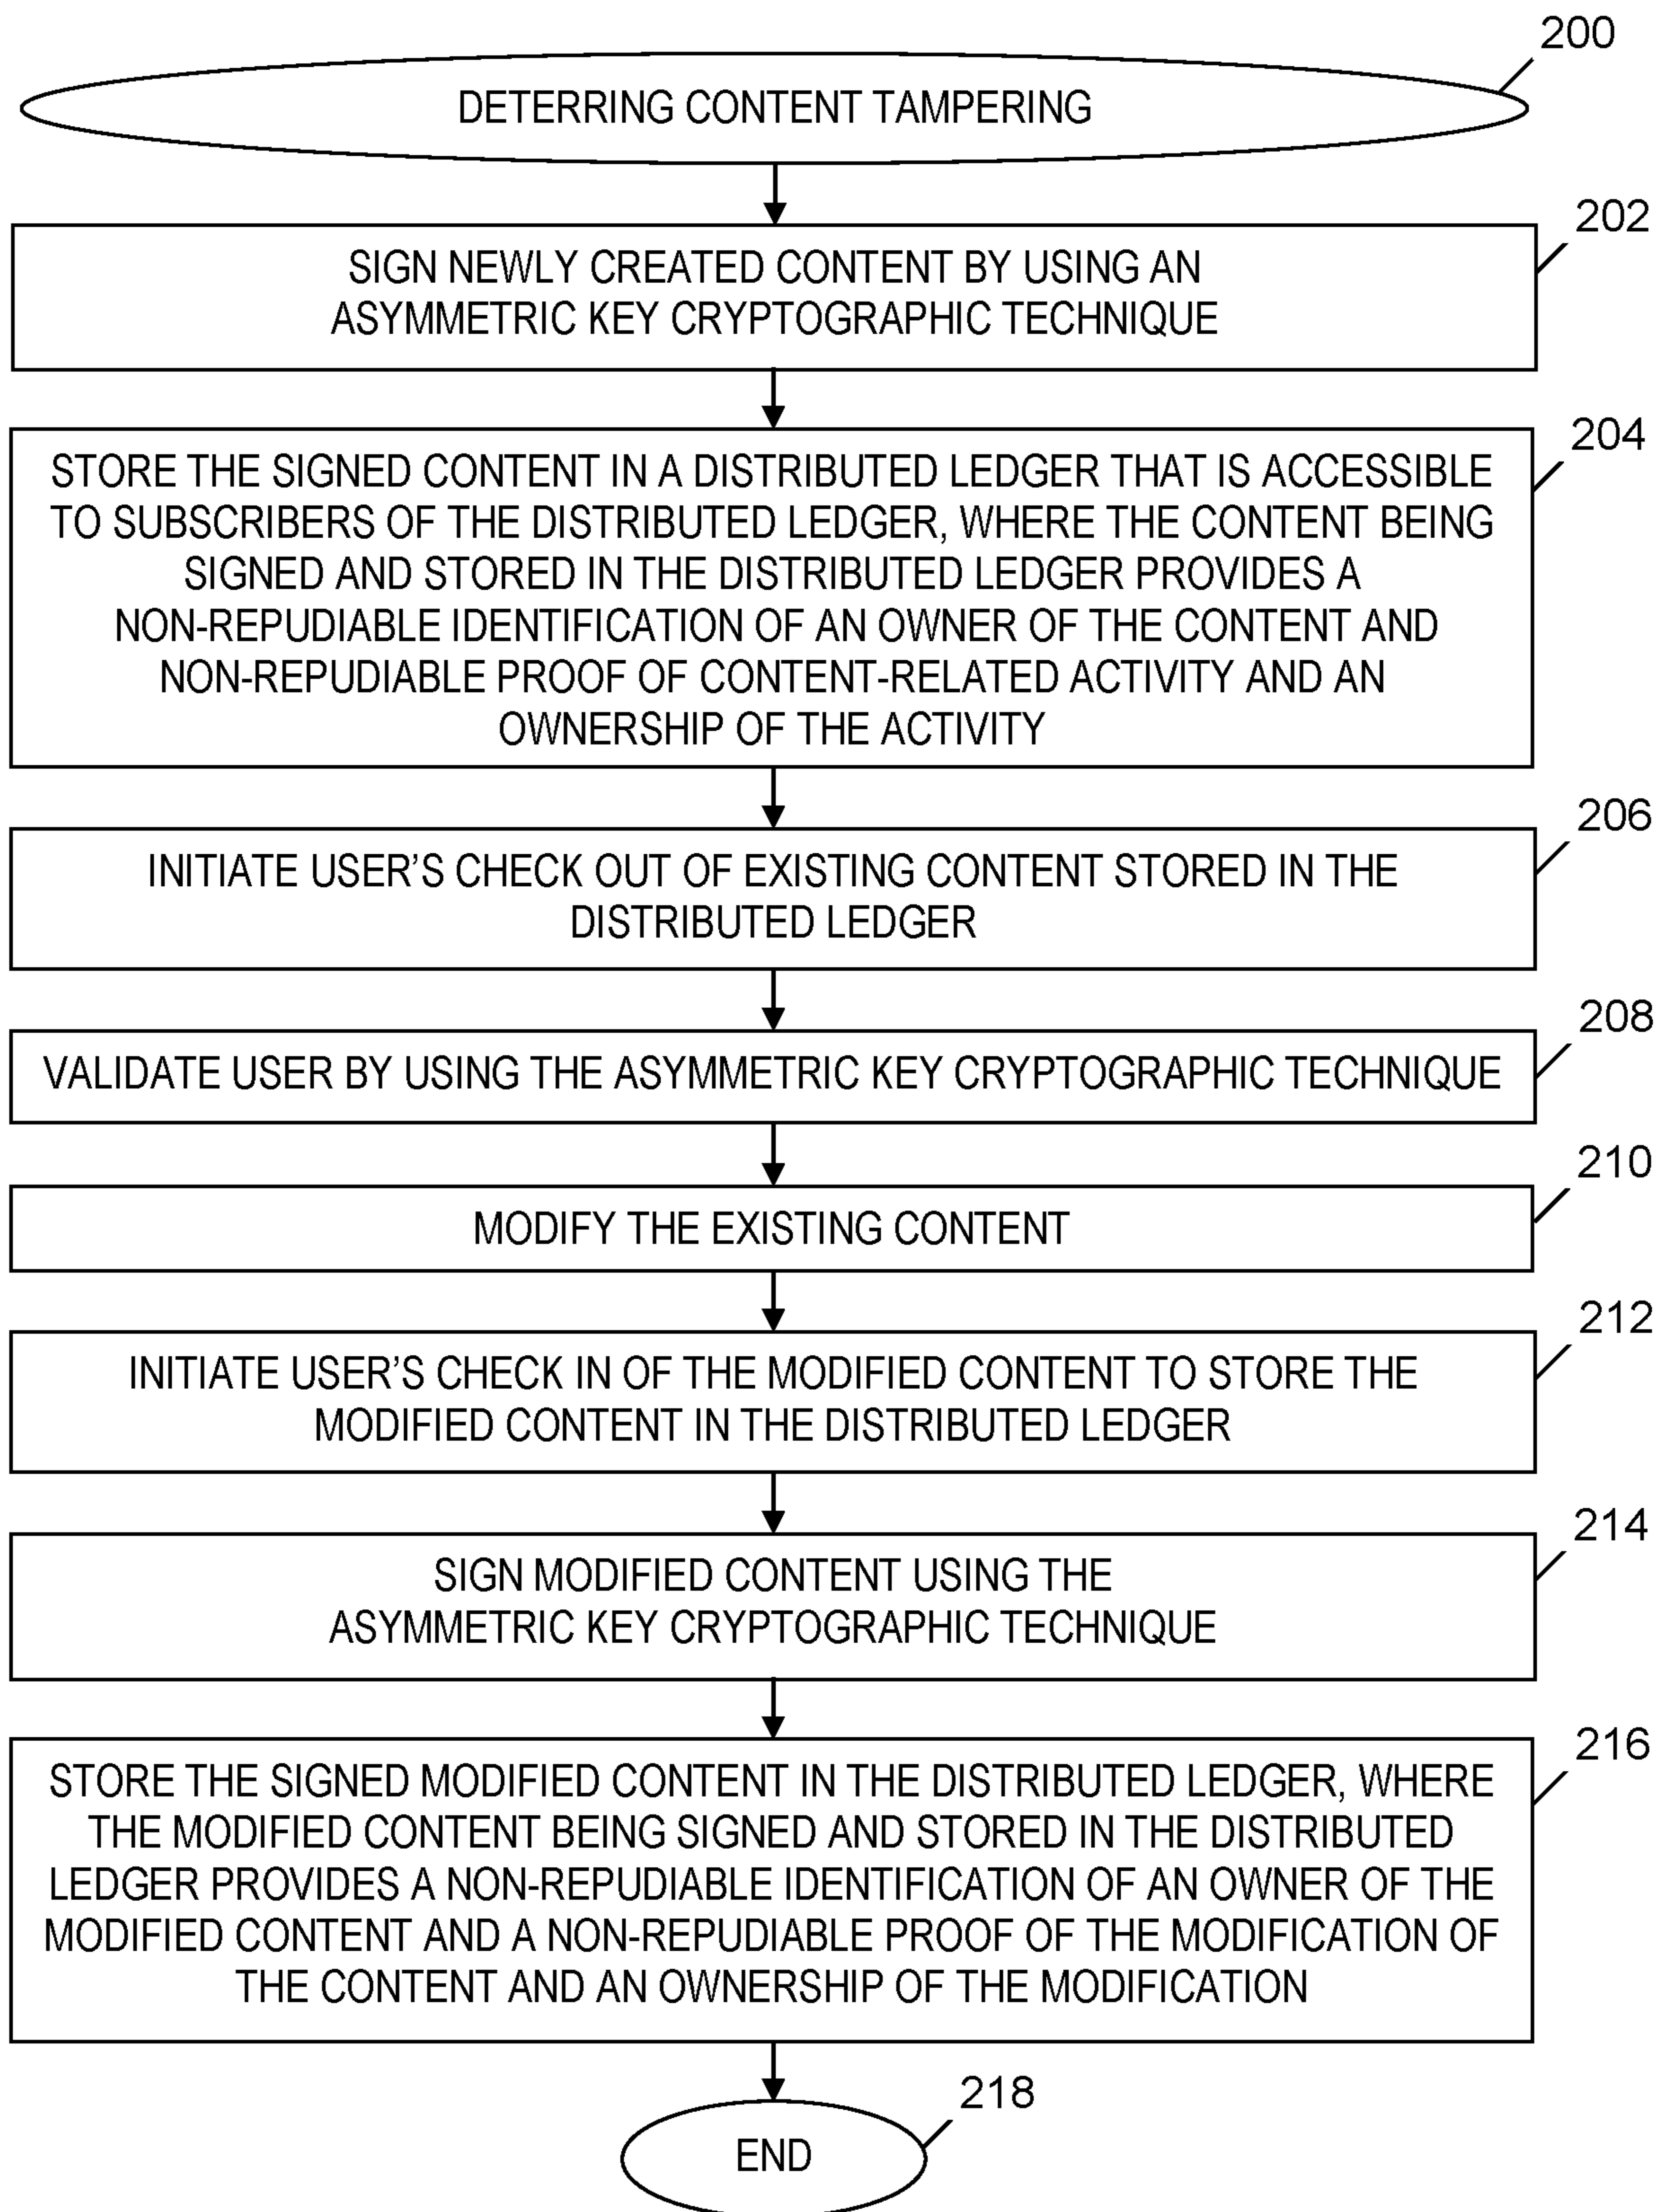 200
DETERRING CONTENT TAMPERING
202
SIGN NEWLY CREATED CONTENT BY USING AN
ASYMMETRIC KEY CRYPTOGRAPHIC TECHNIQUE
204
STORE THE SIGNED CONTENT IN A DISTRIBUTED LEDGER THAT IS ACCESSIBLE
TO SUBSCRIBERS OF THE DISTRIBUTED LEDGER, WHERE THE CONTENT BEING
SIGNED AND STORED IN THE DISTRIBUTED LEDGER PROVIDES A
NON-REPUDIABLE IDENTIFICATION OF AN OWNER OF THE CONTENT AND
NON-REPUDIABLE PROOF OF CONTENT-RELATED ACTIVITY AND AN
OWNERSHIP OF THE ACTIVITY
206
INITIATE USER’S CHECK OUT OF EXISTING CONTENT STORED IN THE
DISTRIBUTED LEDGER
208
VALIDATE USER BY USING THE ASYMMETRIC KEY CRYPTOGRAPHIC TECHNIQUE
210
MODIFY THE EXISTING CONTENT
212
INITIATE USER’S CHECK IN OF THE MODIFIED CONTENT TO STORE THE
MODIFIED CONTENT IN THE DISTRIBUTED LEDGER
214
SIGN MODIFIED CONTENT USING THE
ASYMMETRIC KEY CRYPTOGRAPHIC TECHNIQUE
216
STORE THE SIGNED MODIFIED CONTENT IN THE DISTRIBUTED LEDGER, WHERE
THE MODIFIED CONTENT BEING SIGNED AND STORED IN THE DISTRIBUTED
LEDGER PROVIDES A NON-REPUDIABLE IDENTIFICATION OF AN OWNER OF THE
MODIFIED CONTENT AND A NON-REPUDIABLE PROOF OF THE MODIFICATION OF
THE CONTENT AND AN OWNERSHIP OF THE MODIFICATION
218
END